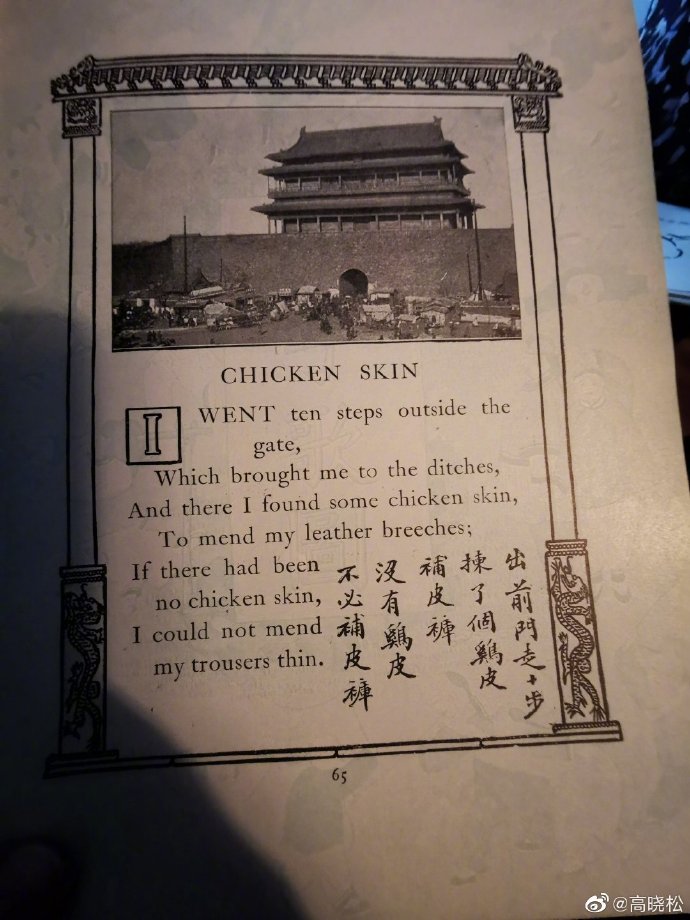 CHICKEN SKIN
I WENT ten steps outside the
gate,
Which brought me to the ditches,
And there I found some chicken skin,
To mend my leather breeches;
If there had been
no chicken skin,
I could not mend
my trousers thin.
出前門走十步
揀了個鷄皮
補皮褲
沒有鷄皮
不必補皮褲
65
@高晓松